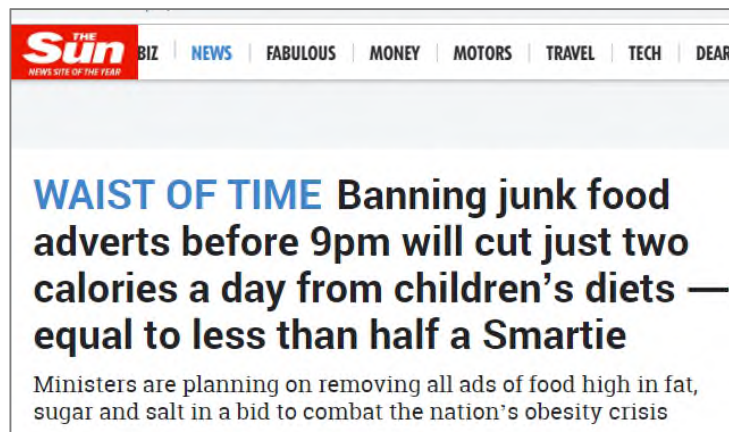 THE
Sun
NEWS SITE OF THE YEAR
BIZ NEWS FABULOUS MONEY MOTORS TRAVEL TECH DEAR
WAIST OF TIME Banning junk food
adverts before 9pm will cut just two
calories a day from children’s diets —
equal to less than half a Smartie
Ministers are planning on removing all ads of food high in fat,
sugar and salt in a bid to combat the nation’s obesity crisis